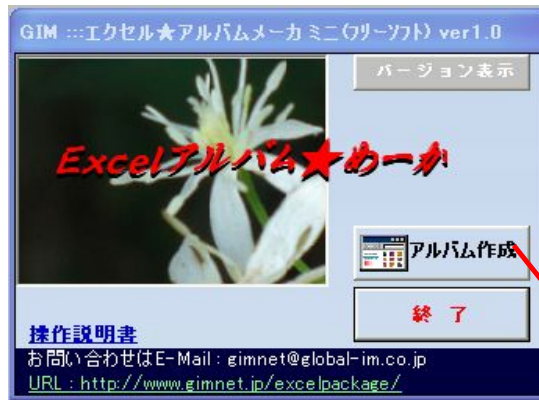 GIM :::エクセル★アルバムメーカ ミニ(フリーソフト) ver1.0
バージョン表示
Excelアルバム★めーか
アルバム作成
終 了
操作説明書
お問い合わせはE-Mail : gimnet@global-im.co.jp
URL : http://www.gimnet.jp/excelpackage/